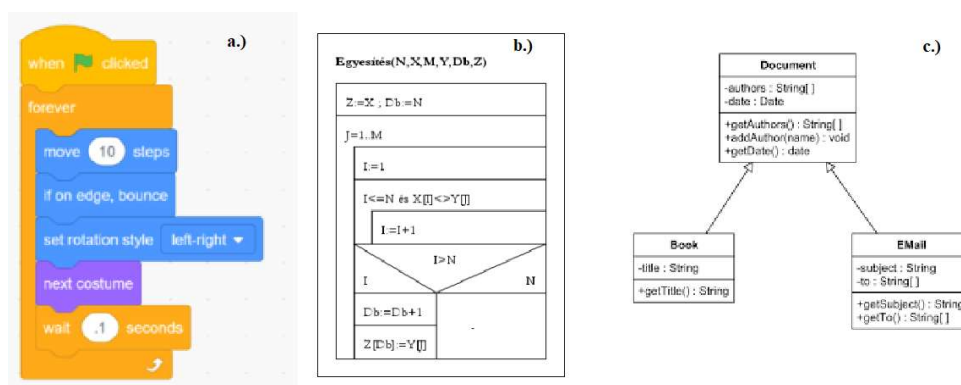 a.)
when clicked
forever
move 10 steps
if on edge, bounce
set rotation style left-right
next costume
wait .1 seconds
b.)
Egyesítés(N,X,M,Y,Db,Z)
Z:=X ; Db:=N
J=1..M
I:=1
I<=N és X[I]<>Y[J]
I:=I+1
I>N
I N
Db:=Db+1
-
Z[Db]:=Y[J]
c.)
Document
-authors : String[ ]
-date : Date
+getAuthors() : String[ ]
+addAuthor(name) : void
+getDate() : date
Book
-title : String
+getTitle() : String
EMail
-subject : String
-to : String[ ]
+getSubject() : String
+getTo() : String[ ]